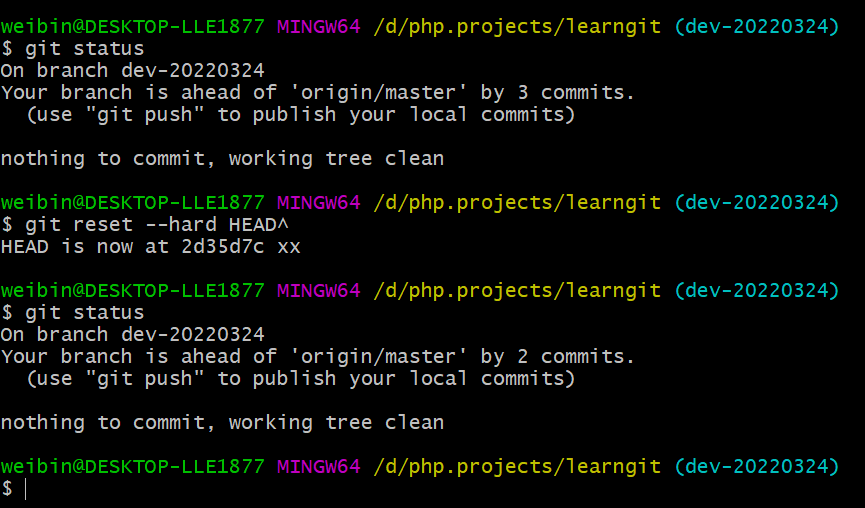 weibin@DESKTOP-LLE1877 MINGW64 /d/php.projects/learngit (dev-20220324)
$ git status
On branch dev-20220324
Your branch is ahead of 'origin/master' by 3 commits.
  (use "git push" to publish your local commits)
nothing to commit, working tree clean
weibin@DESKTOP-LLE1877 MINGW64 /d/php.projects/learngit (dev-20220324)
$ git reset --hard HEAD^
HEAD is now at 2d35d7c xx
weibin@DESKTOP-LLE1877 MINGW64 /d/php.projects/learngit (dev-20220324)
$ git status
On branch dev-20220324
Your branch is ahead of 'origin/master' by 2 commits.
  (use "git push" to publish your local commits)
nothing to commit, working tree clean
weibin@DESKTOP-LLE1877 MINGW64 /d/php.projects/learngit (dev-20220324)
$